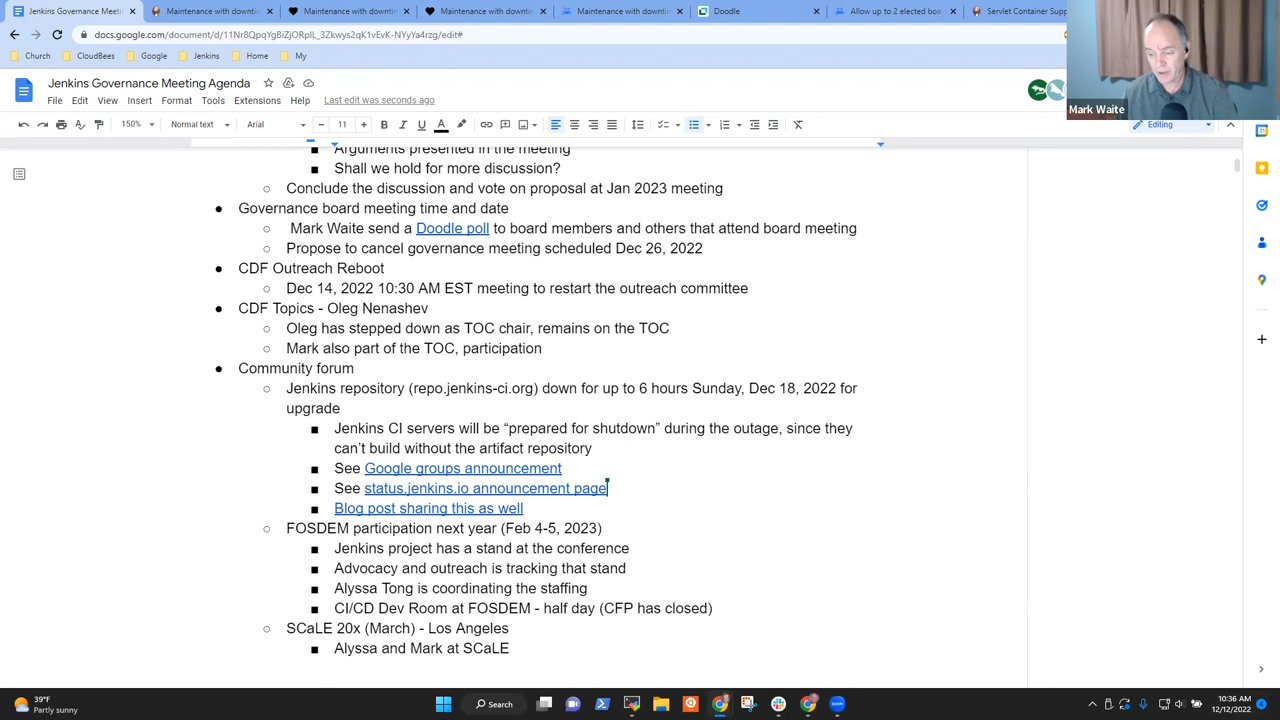 Jenkins Governance Meeting
Maintenance with downti
Maintenance with downtin
Maintenance with downtin
Maintenance with downti
Doodle
Allow up to 2 elected boar
Servlet Container Supp
docs.google.com/document/d/11Nr8QpqYgBiZjORpIL_3Zkwys2qK1vEvK-NYyYa4rzg/edit#
Church
CloudBees
Google
Jenkins
Home
My
Jenkins Governance Meeting Agenda
File Edit View Insert Format Tools Extensions Help Last edit was seconds ago
Mark Waite
150% Normal text Arial 11 Editing
Arguments presented in the meeting
Shall we hold for more discussion?
Conclude the discussion and vote on proposal at Jan 2023 meeting
Governance board meeting time and date
Mark Waite send a Doodle poll to board members and others that attend board meeting
Propose to cancel governance meeting scheduled Dec 26, 2022
CDF Outreach Reboot
Dec 14, 2022 10:30 AM EST meeting to restart the outreach committee
CDF Topics - Oleg Nenashev
Oleg has stepped down as TOC chair, remains on the TOC
Mark also part of the TOC, participation
Community forum
Jenkins repository (repo.jenkins-ci.org) down for up to 6 hours Sunday, Dec 18, 2022 for
upgrade
Jenkins CI servers will be “prepared for shutdown” during the outage, since they
can’t build without the artifact repository
See Google groups announcement
See status.jenkins.io announcement page
Blog post sharing this as well
FOSDEM participation next year (Feb 4-5, 2023)
Jenkins project has a stand at the conference
Advocacy and outreach is tracking that stand
Alyssa Tong is coordinating the staffing
CI/CD Dev Room at FOSDEM - half day (CFP has closed)
SCaLE 20x (March) - Los Angeles
Alyssa and Mark at SCaLE
39°F
Partly sunny
Search
10:36 AM
12/12/2022